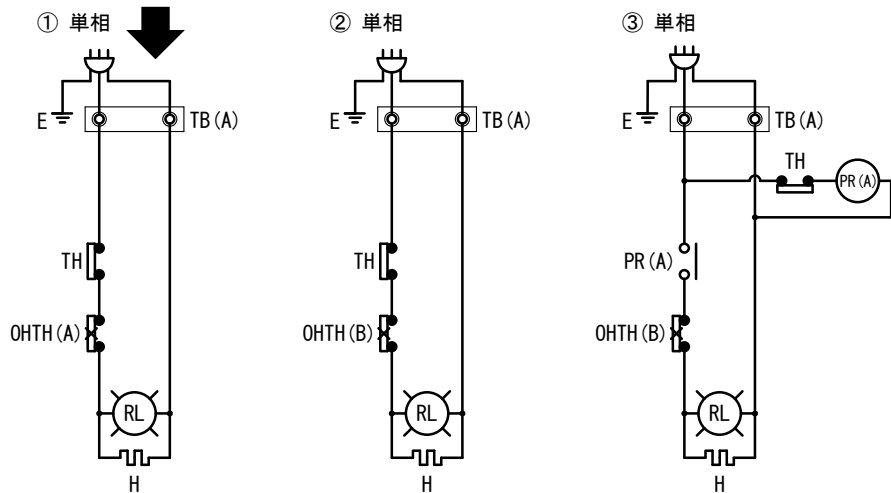 ① 単相
E
TB(A)
TH
OHTH(A)
RL
H
② 単相
E
TB(A)
TH
OHTH(B)
RL
H
③ 単相
E
TB(A)
TH
PR(A)
PR(A)
OHTH(B)
RL
H